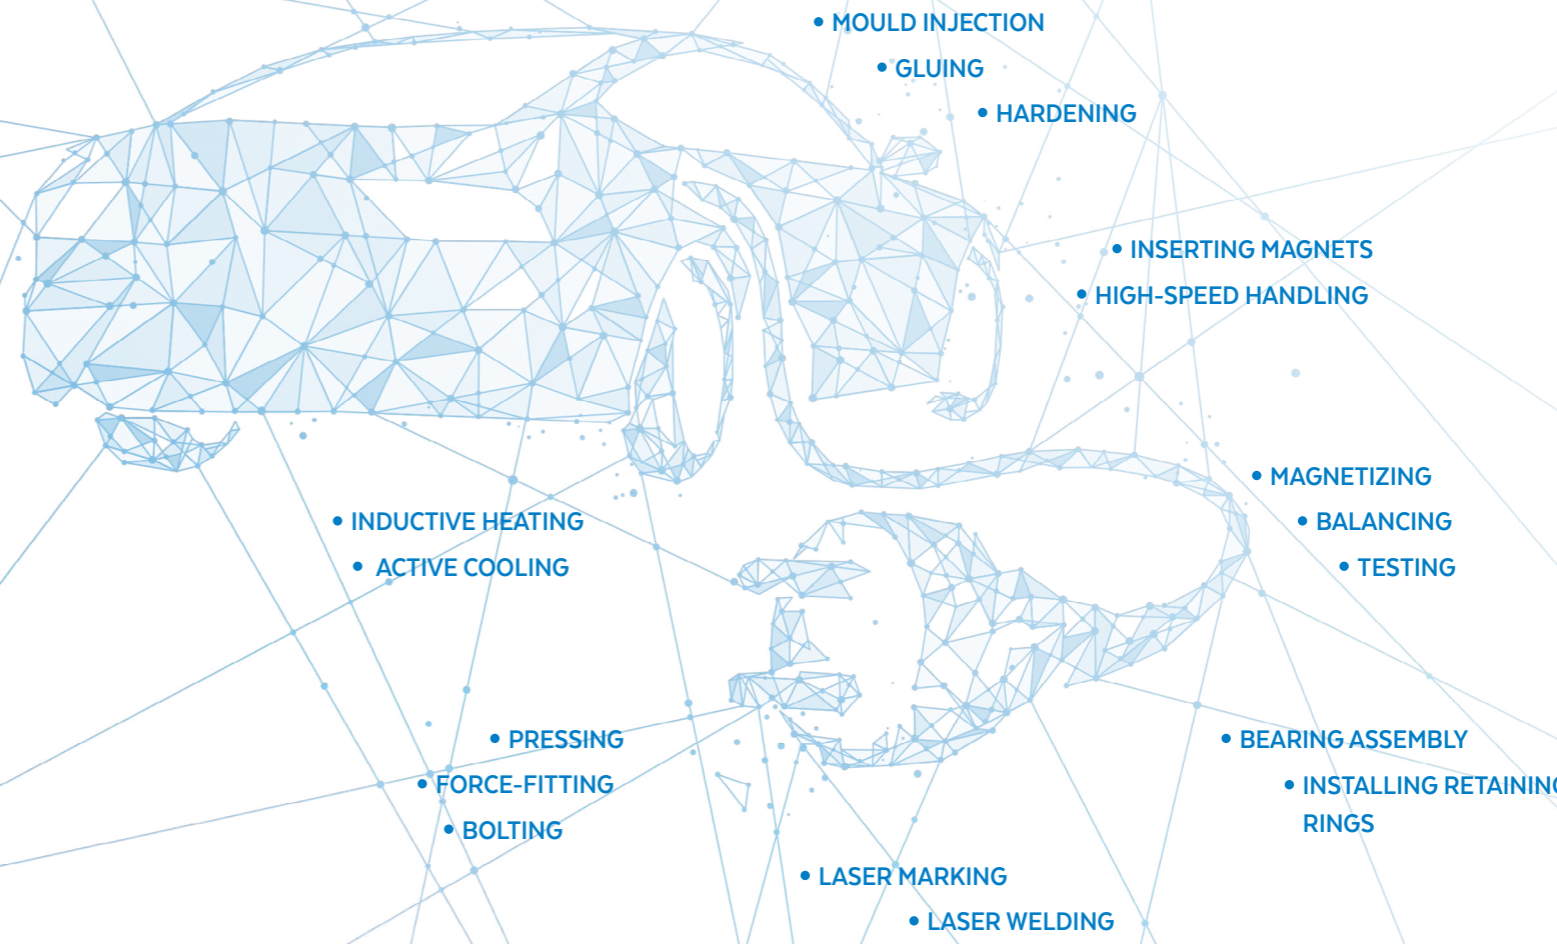 • MOULD INJECTION
• GLUING
• HARDENING
• INSERTING MAGNETS
• HIGH-SPEED HANDLING
• MAGNETIZING
• BALANCING
• TESTING
• INDUCTIVE HEATING
• ACTIVE COOLING
• PRESSING
• FORCE-FITTING
• BOLTING
• BEARING ASSEMBLY
• INSTALLING RETAINING
RINGS
• LASER MARKING
• LASER WELDING